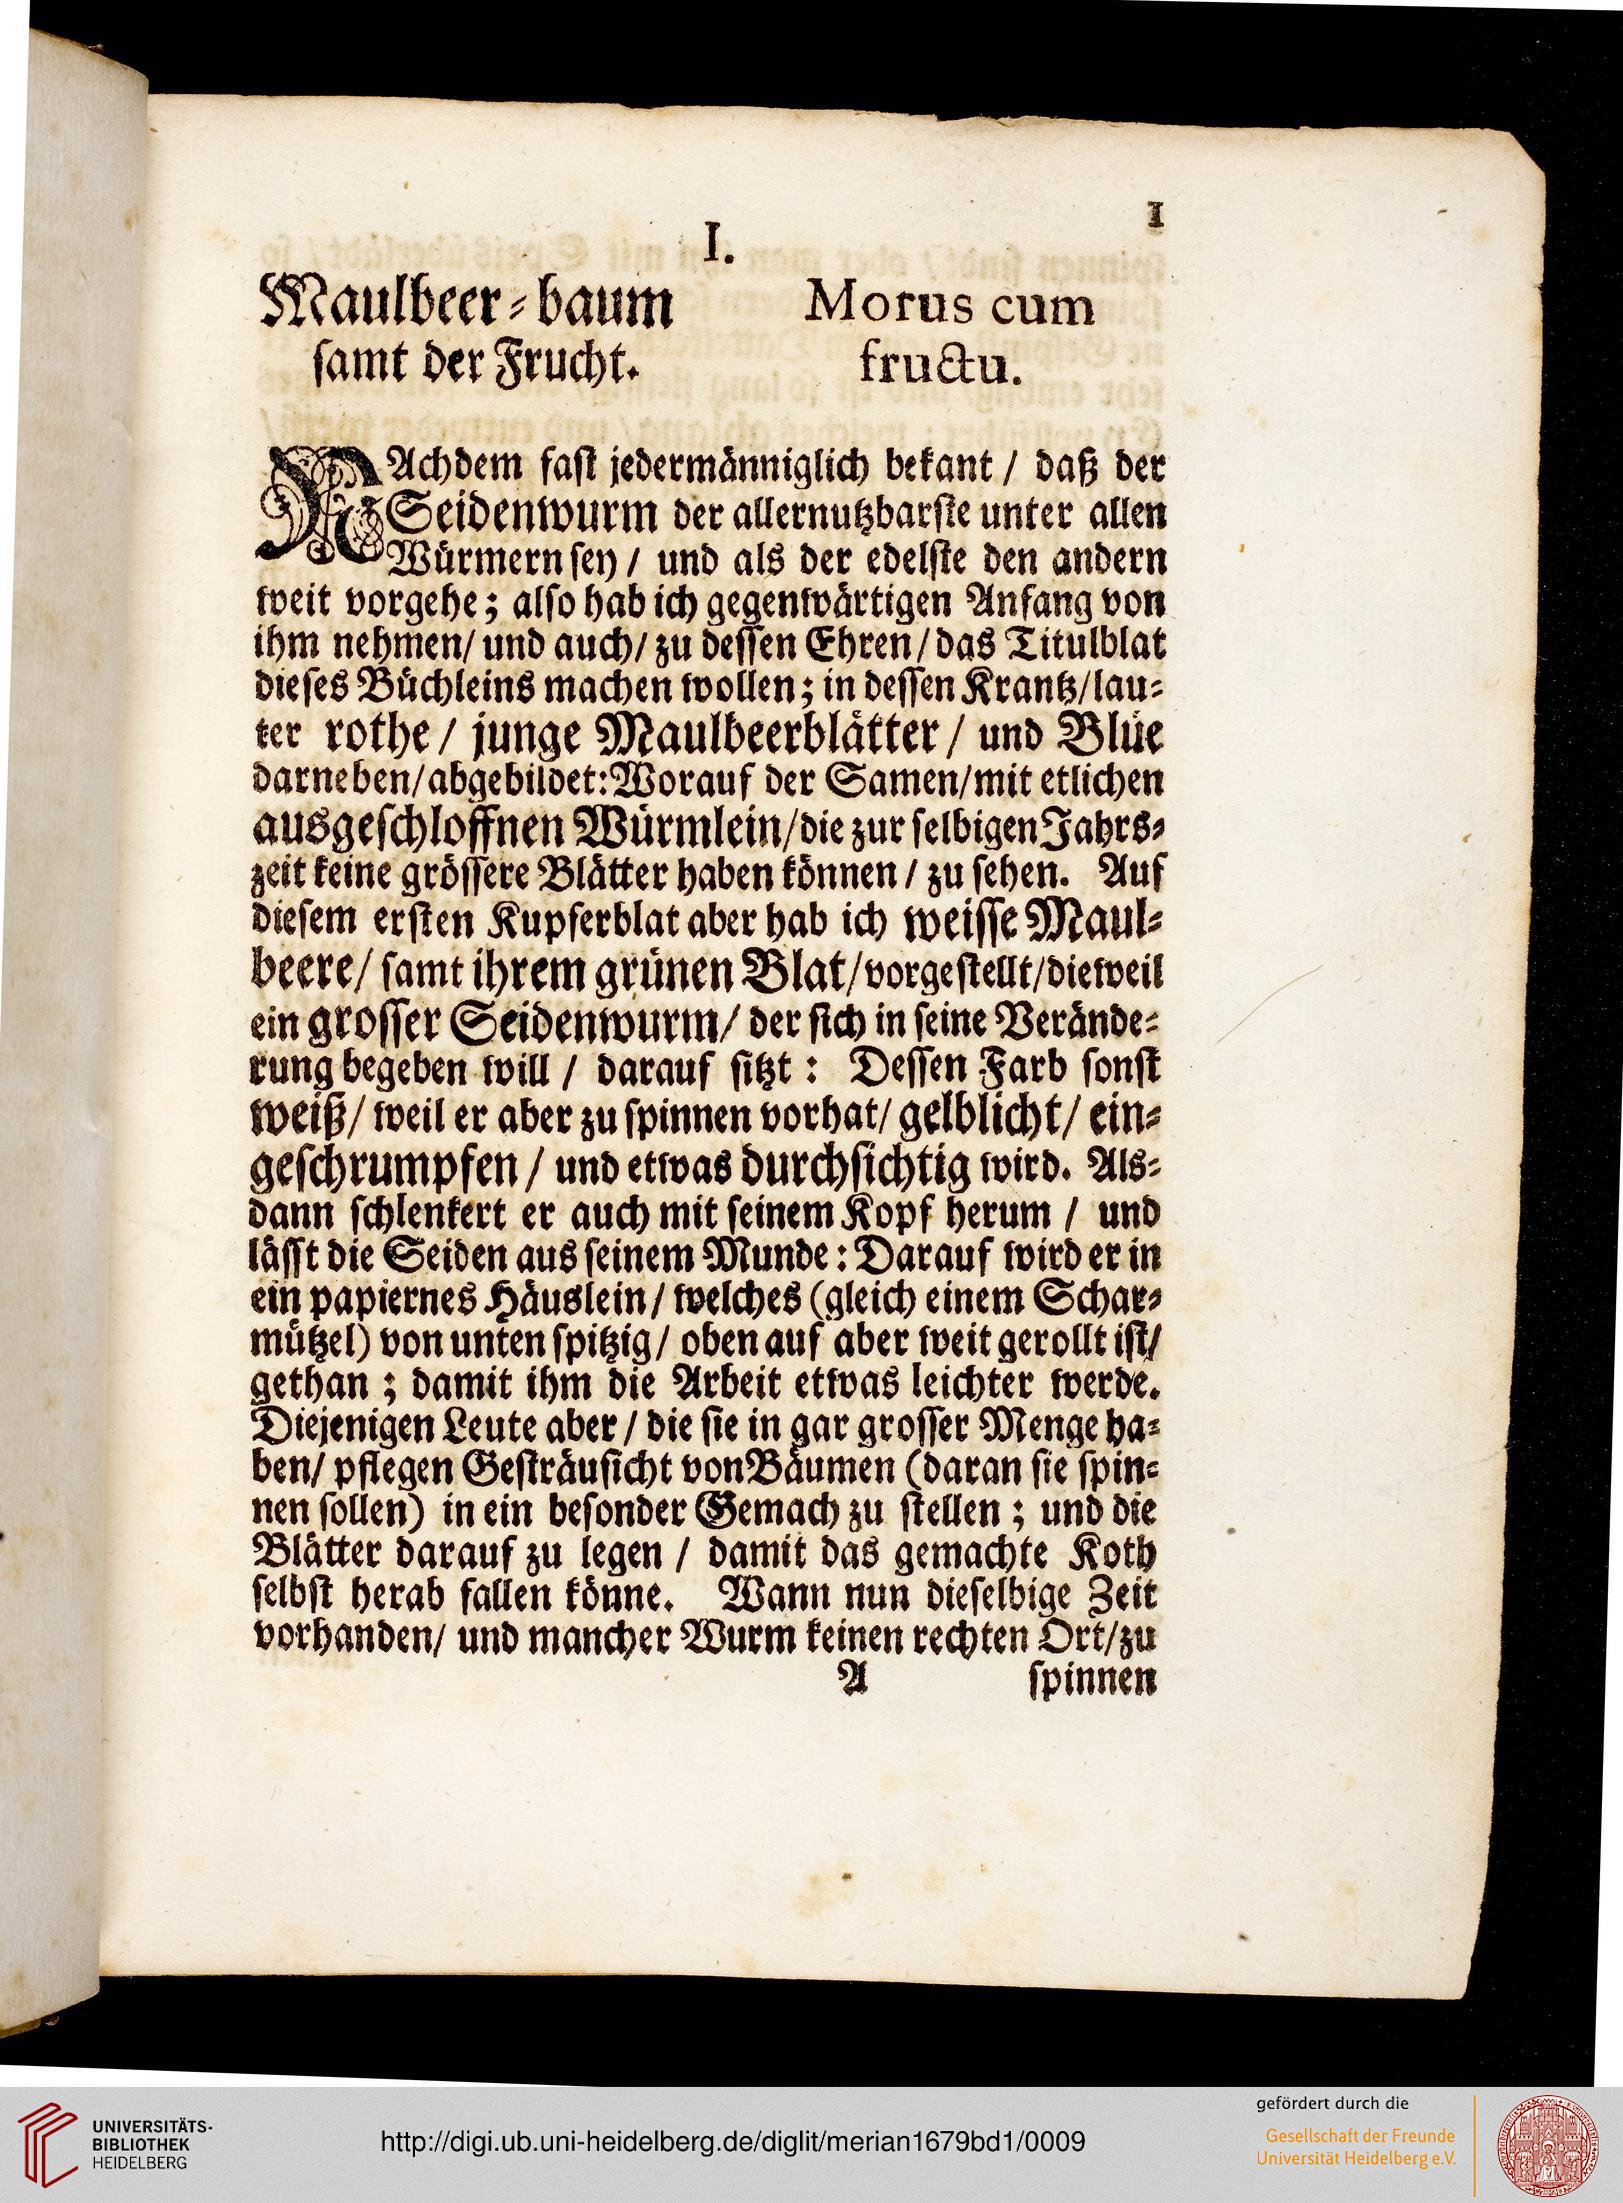 1
I.
Maulbeer-baum
samt der Frucht.
Morus cum
fructu.
NAchdem fast jedermänniglich bekant / daß der
Seidenwurm der allernutzbarste unter allen
Würmern sey / und als der edelste den andern
weit vorgehe; also hab ich gegenwärtigen Anfang von
ihm nehmen/ und auch/ zu dessen Ehren/ das Titulblat
dieses Büchleins machen wollen; in dessen Krantz/ lau-
ter rothe / junge Maulbeerblätter / und Blüe
darneben/ abgebildet: Worauf der Samen/ mit etlichen
ausgeschloffnen Würmlein/ die zur selbigen Jahrs-
zeit keine grössere Blätter haben können / zu sehen. Auf
diesem ersten Kupferblat aber hab ich weisse Maul-
beere/ samt ihrem grünen Blat/ vorgestellt/ dieweil
ein grosser Seidenwurm/ der sich in seine Verände-
rung begeben will / darauf sitzt : Dessen Farb sonst
weiß/ weil er aber zu spinnen vorhat/ gelblicht/ ein-
geschrumpfen / und etwas durchsichtig wird. Als-
dann schlenkert er auch mit seinem Kopf herum / und
lässt die Seiden aus seinem Munde: Darauf wird er in
ein papiernes Häuslein / welches (gleich einem Schar-
mützel) von unten spitzig / oben auf aber weit gerollt ist/
gethan ; damit ihm die Arbeit etwas leichter werde.
Diejenigen Leute aber / die sie in gar grosser Menge ha-
ben/ pflegen Gesträusicht von Bäumen (daran sie spin-
nen sollen) in ein besonder Gemach zu stellen ; und die
Blätter darauf zu legen / damit das gemachte Koth
selbst herab fallen könne. Wann nun dieselbige Zeit
vorhanden/ und mancher Wurm keinen rechten Ort/ zu
A spinnen
UNIVERSITÄTS-
BIBLIOTHEK
HEIDELBERG
http://digi.ub.uni-heidelberg.de/diglit/merian1679bd1/0009
gefördert durch die
Gesellschaft der Freunde
Universität Heidelberg e.V.